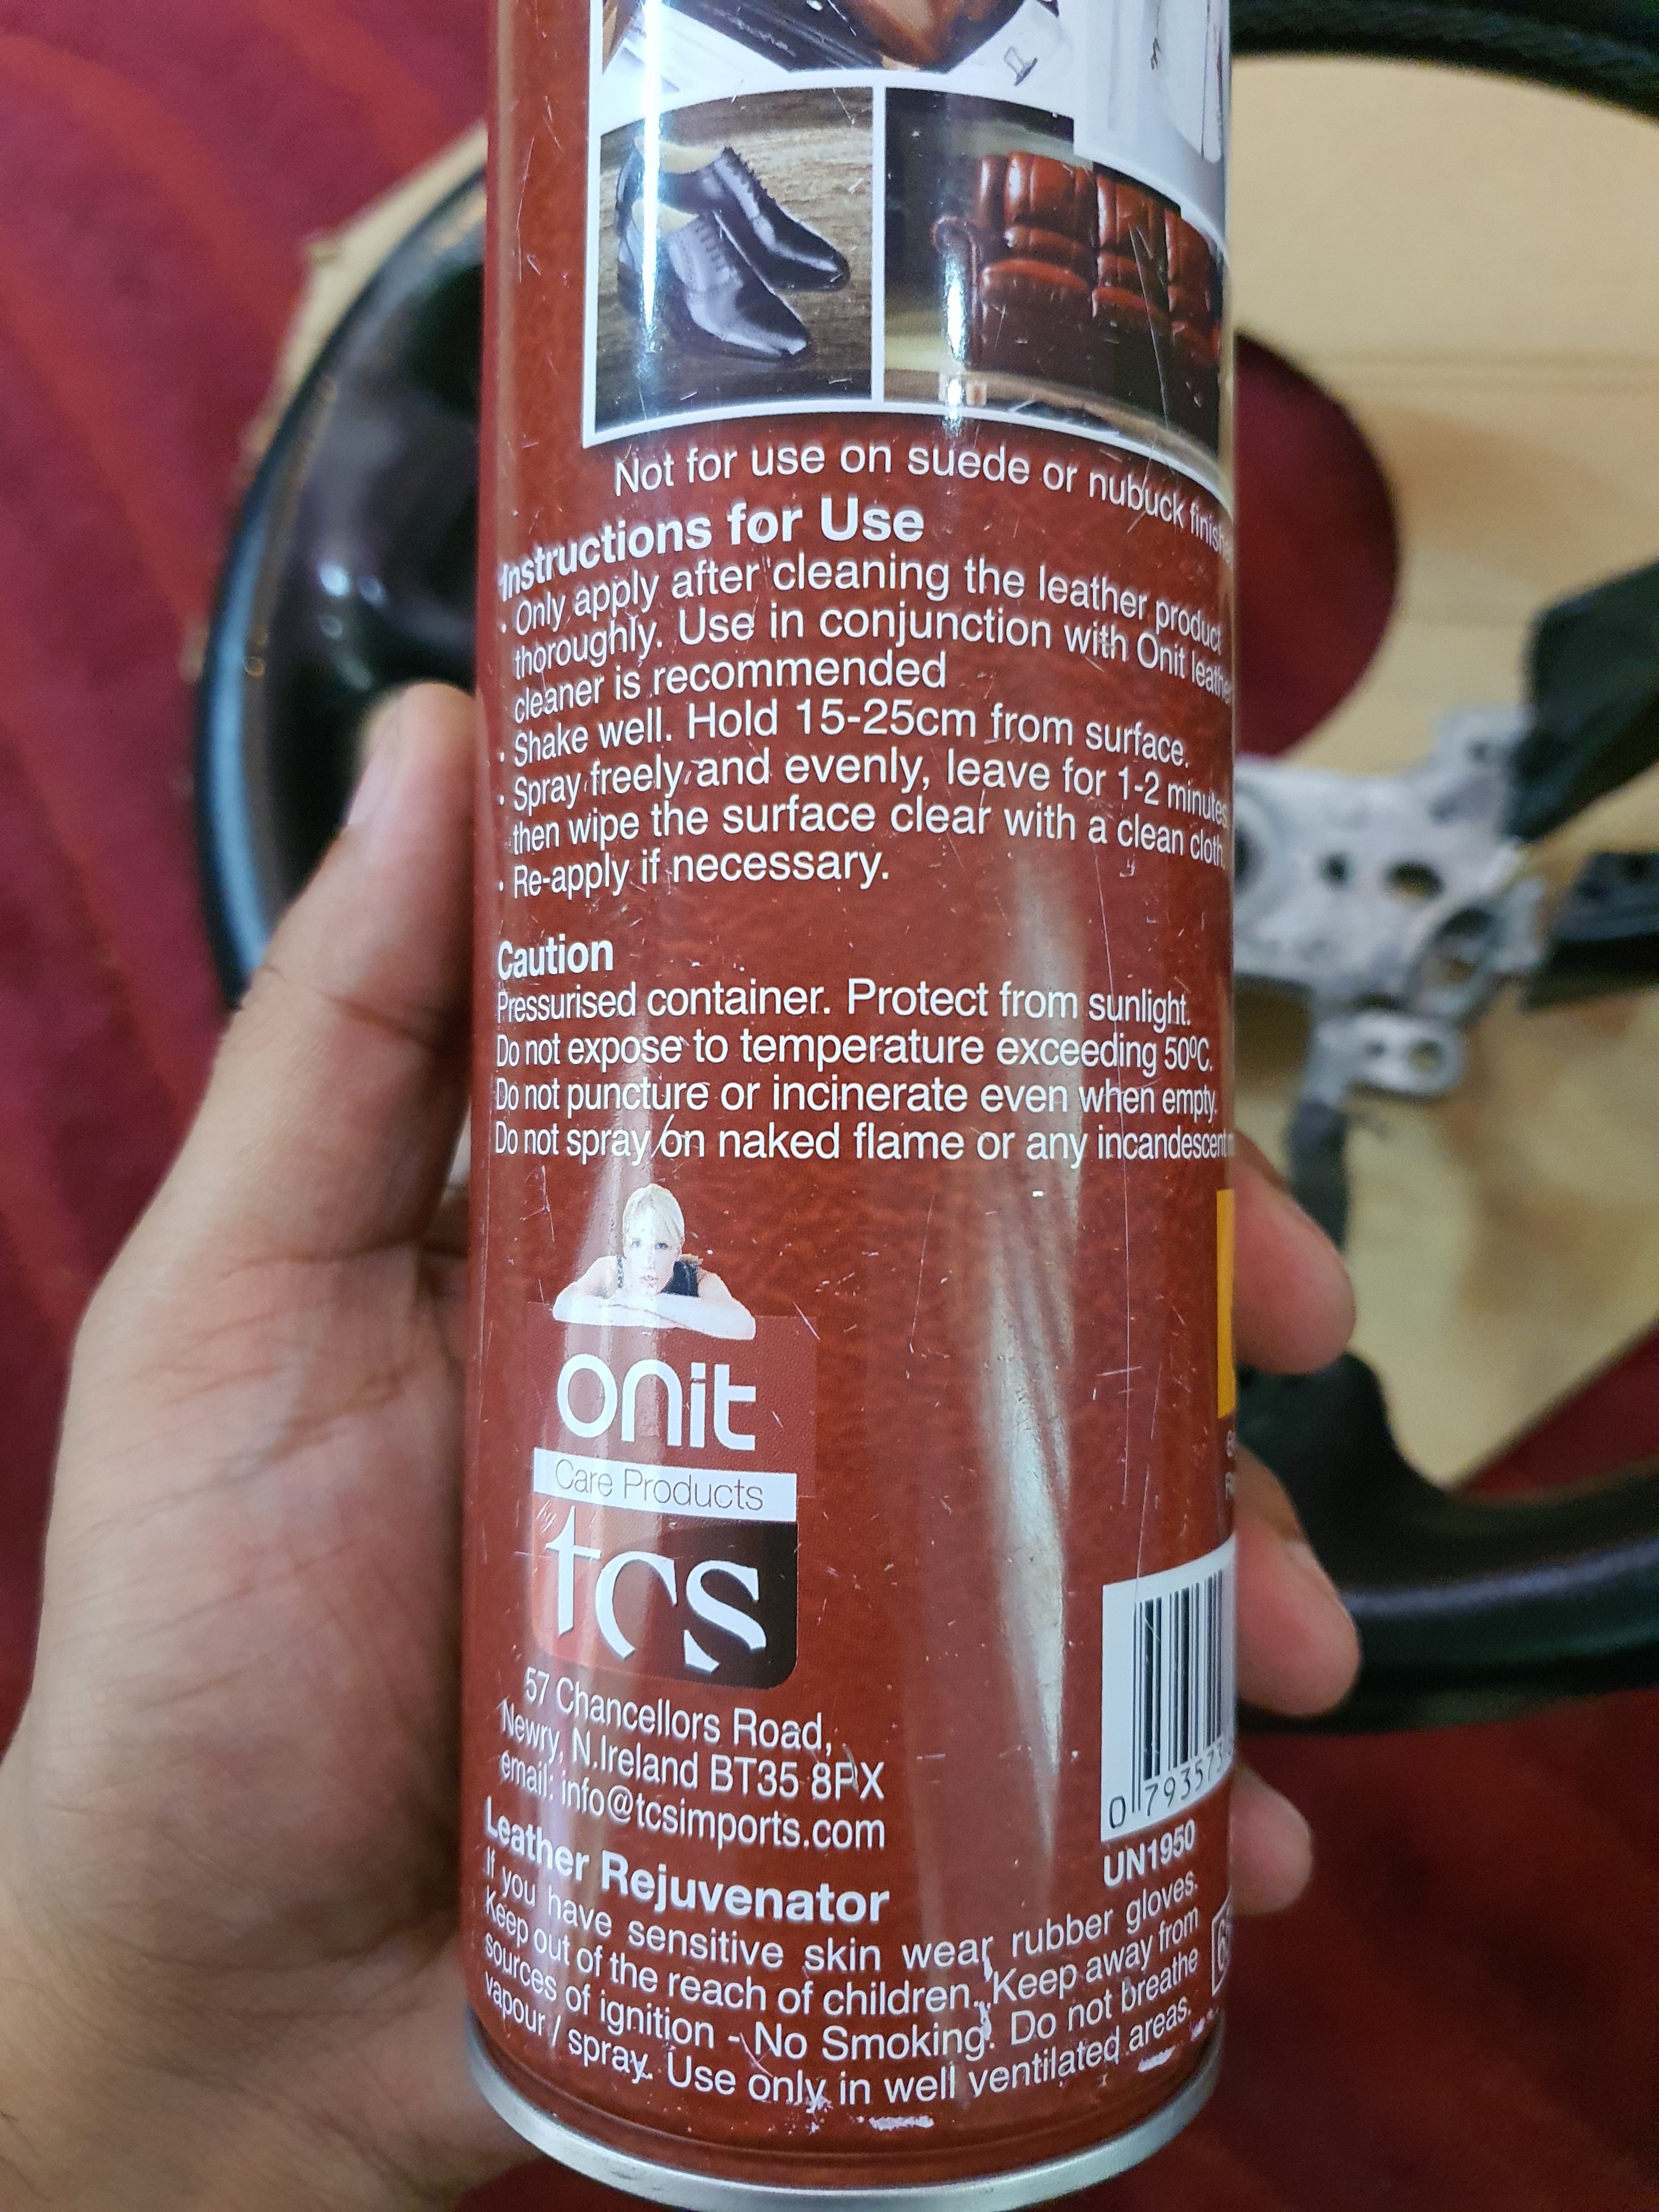 Not for use on suede or nubuck
Instructions for Use
· Only apply after cleaning the leather product
thoroughly. Use in conjunction with Onit leather
cleaner is recommended
· Shake well. Hold 15-25cm from surface.
· Spray freely and evenly, leave for 1-2 minutes
then wipe the surface clear with a clean cloth
· Re-apply if necessary.
Caution
Pressurised container. Protect from sunlight.
Do not expose to temperature exceeding 50ºC.
Do not puncture or incinerate even when empty.
Do not spray on naked flame or any incandescent
onit
Care Products
tcs
57 Chancellors Road,
Newry, N.Ireland BT35 8PX
email: info@tcsimports.com
0 793573
UN1950
Leather Rejuvenator
If you have sensitive skin wear rubber gloves.
Keep out of the reach of children. Keep away from
sources of ignition - No Smoking. Do not breathe
vapour / spray. Use only in well ventilated areas.